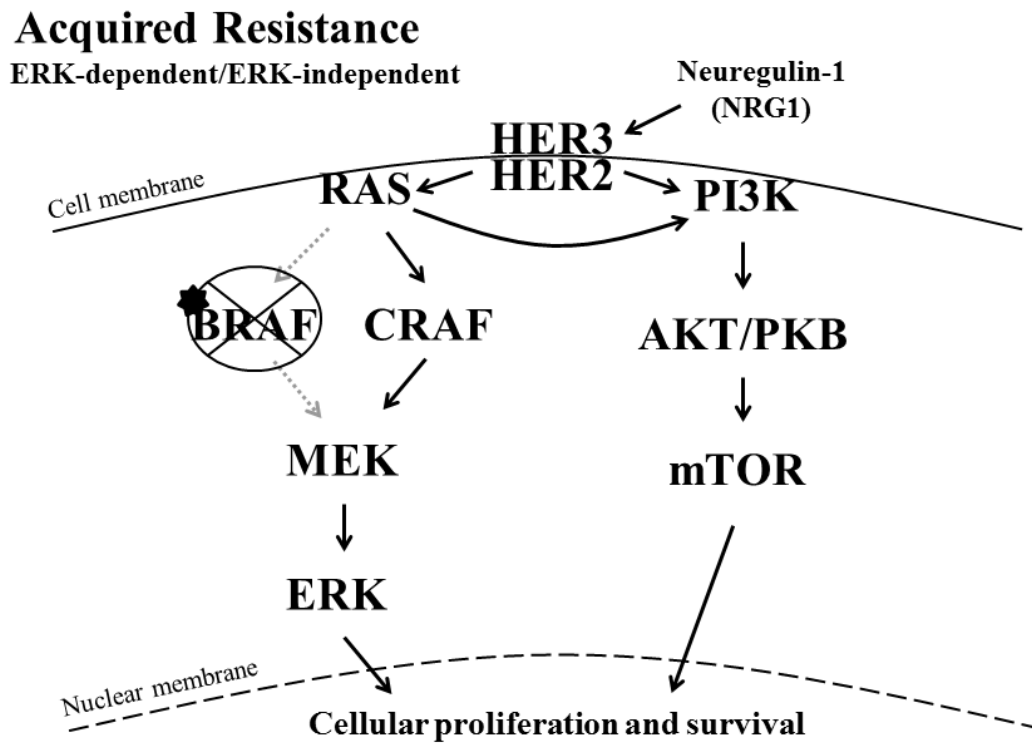 Acquired Resistance
ERK-dependent/ERK-independent
Neuregulin-1
(NRG1)
HER3
HER2
Cell membrane
RAS
PI3K
BRAF
CRAF
AKT/PKB
MEK
mTOR
ERK
Nuclear membrane
Cellular proliferation and survival